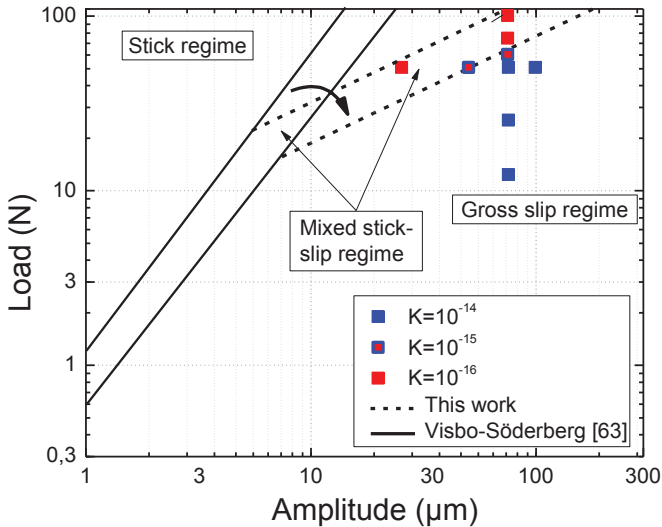 100
10
3
1
0,3
Load (N)
Stick regime
Mixed stick-
slip regime
Gross slip regime
K=10⁻¹⁴
K=10⁻¹⁵
K=10⁻¹⁶
This work
Visbo-Söderberg [63]
1
3
10
30
100
300
Amplitude (µm)